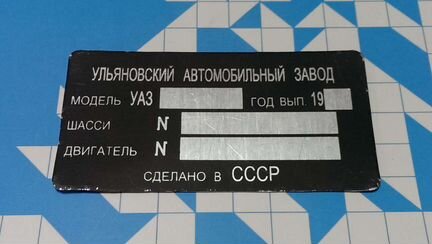 УЛЬЯНОВСКИЙ АВТОМОБИЛЬНЫЙ ЗАВОД
МОДЕЛЬ УАЗ ГОД ВЫП. 19
ШАССИ N
ДВИГАТЕЛЬ N
СДЕЛАНО В СССР